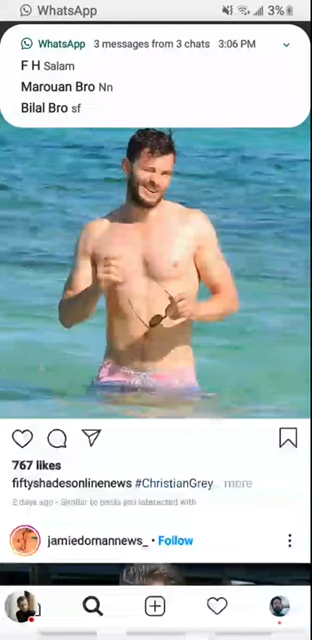 WhatsApp 3%
WhatsApp 3 messages from 3 chats 3:06 PM
F H Salam
Marouan Bro Nn
Bilal Bro sf
767 likes
fiftyshadesonlinenews #ChristianGrey ... more
2 days ago • Similar to posts you interacted with
jamiedornannews_ • Follow